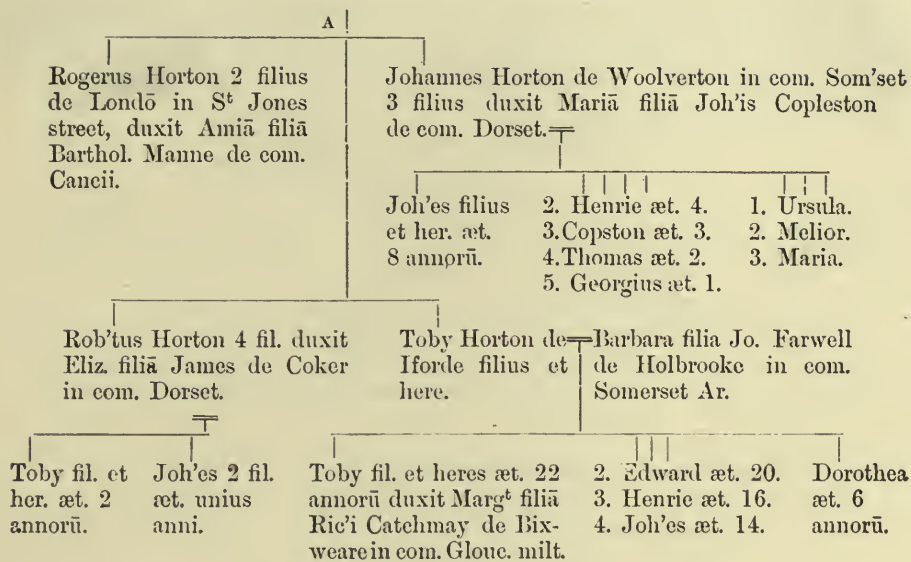 A
Rogerus Horton 2 filius
de Londō in Sᵗ Jones
street, duxit Amiā filiā
Barthol. Manne de com.
Cancii.
Johannes Horton de Woolverton in com. Som'set
3 filius duxit Mariā filiā Joh'is Copleston
de com. Dorset.
Joh'es filius
et her. æt.
8 annorū.
2. Henrie æt. 4.
3. Copston æt. 3.
4. Thomas æt. 2.
5. Georgius æt. 1.
1. Ursula.
2. Melior.
3. Maria.
Rob'tus Horton 4 fil. duxit
Eliz. filiā James de Coker
in com. Dorset.
Toby Horton de
Iforde filius et
here.
Barbara filia Jo. Farwell
de Holbrooke in com.
Somerset Ar.
Toby fil. et
her. æt. 2
annorū.
Joh'es 2 fil.
æt. unius
anni.
Toby fil. et heres æt. 22
annorū duxit Margᵗ filiā
Ric'i Catchmay de Bix-
weare in com. Glouc. milt.
2. Edward æt. 20.
3. Henrie æt. 16.
4. Joh'es æt. 14.
Dorothea
æt. 6
annorū.